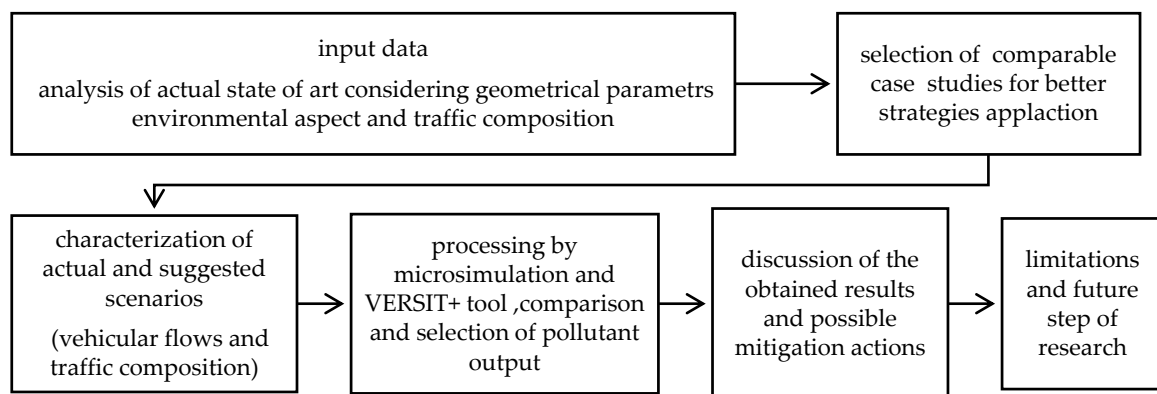 input data
analysis of actual state of art considering geometrical parametrs
environmental aspect and traffic composition
selection of comparable
case studies for better
strategies applaction
characterization of
actual and suggested
scenarios
(vehicular flows and
traffic composition)
processing by
microsimulation and
VERSIT+ tool ,comparison
and selection of pollutant
output
discussion of the
obtained results
and possible
mitigation actions
limitations
and future
step of
research